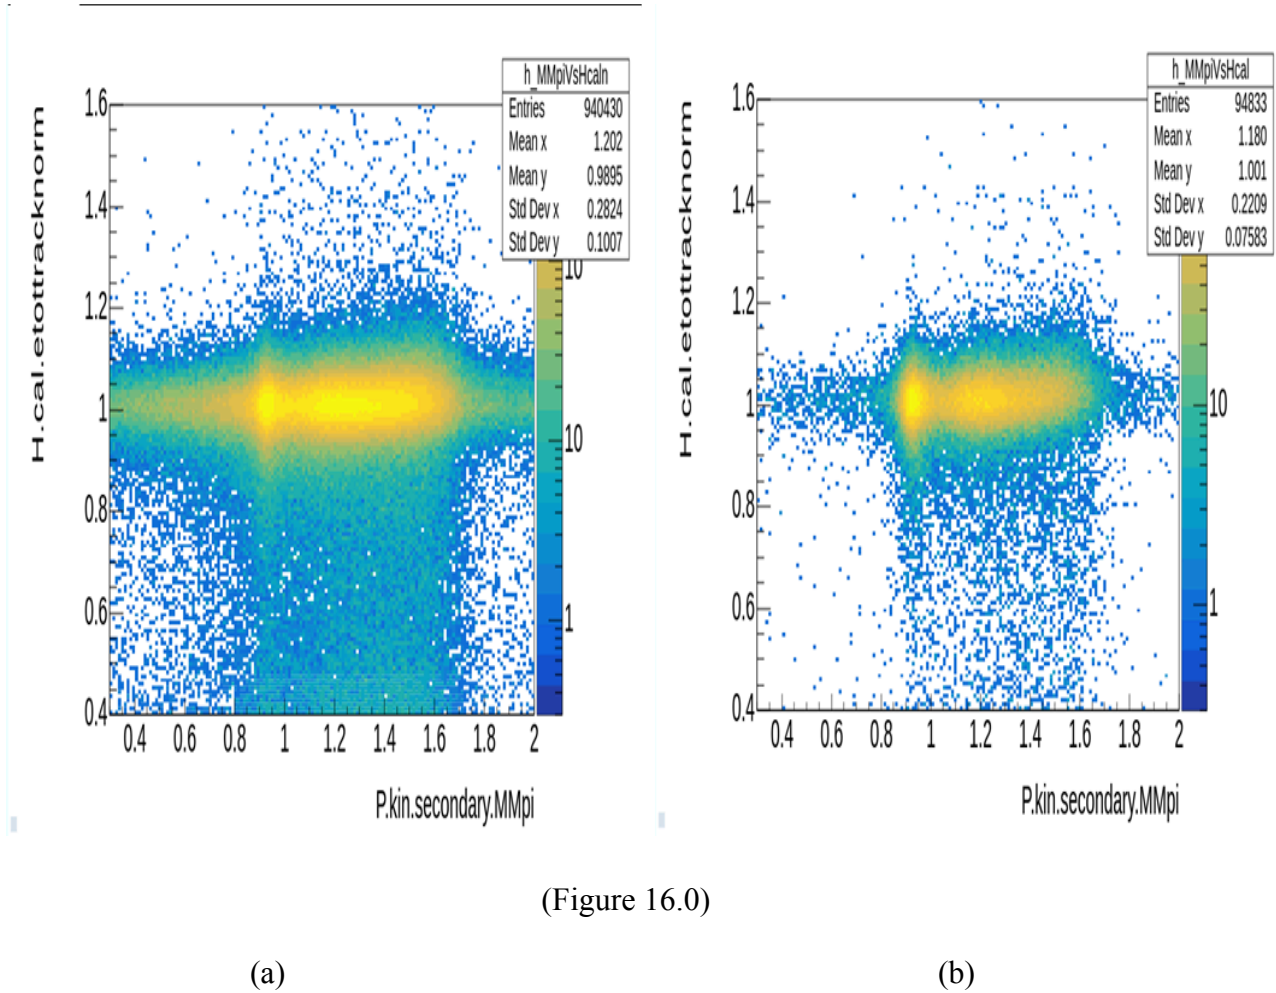 h_MMpiVsHcaln
Entries 940430
Mean x 1.202
Mean y 0.9895
Std Dev x 0.2824
Std Dev y 0.1007
H.cal.etottracknorm
1.6
1.4
1.2
1
0.8
0.6
0.4
0.4 0.6 0.8 1 1.2 1.4 1.6 1.8 2
10
10
1
P.kin.secondary.MMpi
h_MMpiVsHcal
Entries 94833
Mean x 1.180
Mean y 1.001
Std Dev x 0.2209
Std Dev y 0.07583
H.cal.etottracknorm
1.6
1.4
1.2
1
0.8
0.6
0.4
0.4 0.6 0.8 1 1.2 1.4 1.6 1.8 2
10
1
P.kin.secondary.MMpi
(Figure 16.0)
(a) (b)